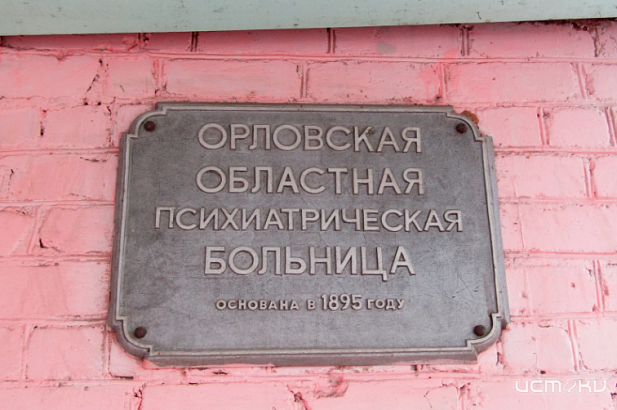 ОРЛОВСКАЯ
ОБЛАСТНАЯ
ПСИХИАТРИЧЕСКАЯ
БОЛЬНИЦА
ОСНОВАНА В 1895 ГОДУ